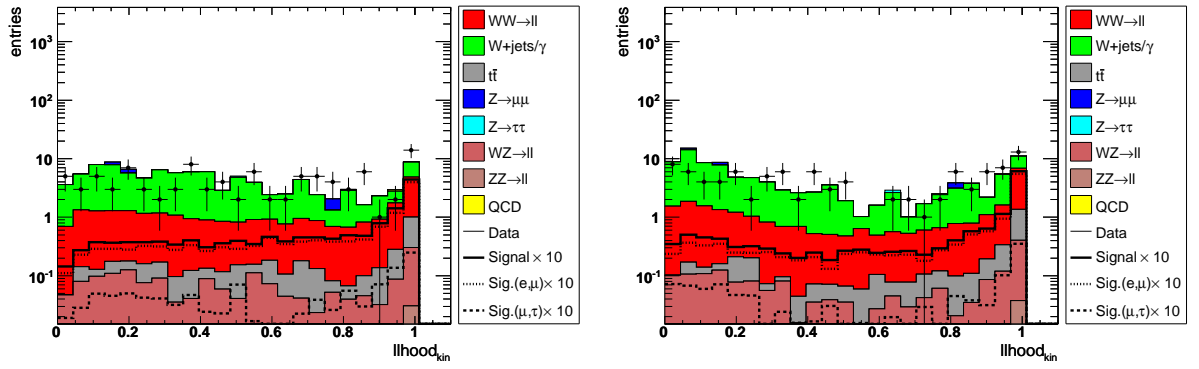 entries
10³
10²
10
1
10⁻¹
0
0.2
0.4
0.6
0.8
1
llhood_kin
WW→ll
W+jets/γ
tt̄
Z→μμ
Z→ττ
WZ→ll
ZZ→ll
QCD
Data
Signal × 10
Sig.(e,μ)× 10
Sig.(μ,τ)× 10
entries
10³
10²
10
1
10⁻¹
0
0.2
0.4
0.6
0.8
1
llhood_kin
WW→ll
W+jets/γ
tt̄
Z→μμ
Z→ττ
WZ→ll
ZZ→ll
QCD
Data
Signal × 10
Sig.(e,μ)× 10
Sig.(μ,τ)× 10